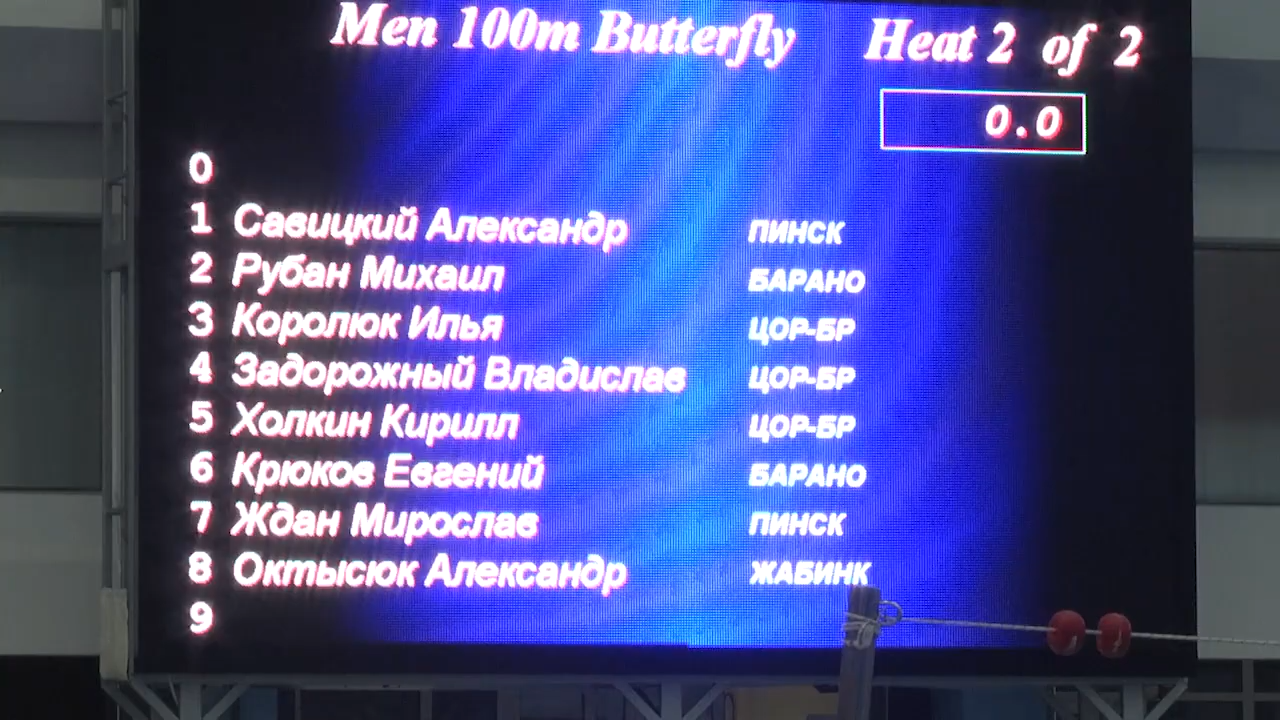 Men 100m Butterfly Heat 2 of 2
0.0
0
1 Савицкий Александр ПИНСК
2 Рубан Михаил БАРАНО
3 Королюк Илья ЦОР-БР
4 Задорожный Владислав ЦОР-БР
5 Холкин Кирилл ЦОР-БР
6 Крюков Евгений БАРАНО
7 Ждан Мирослав ПИНСК
8 Октысюк Александр ЖАБИНК
9